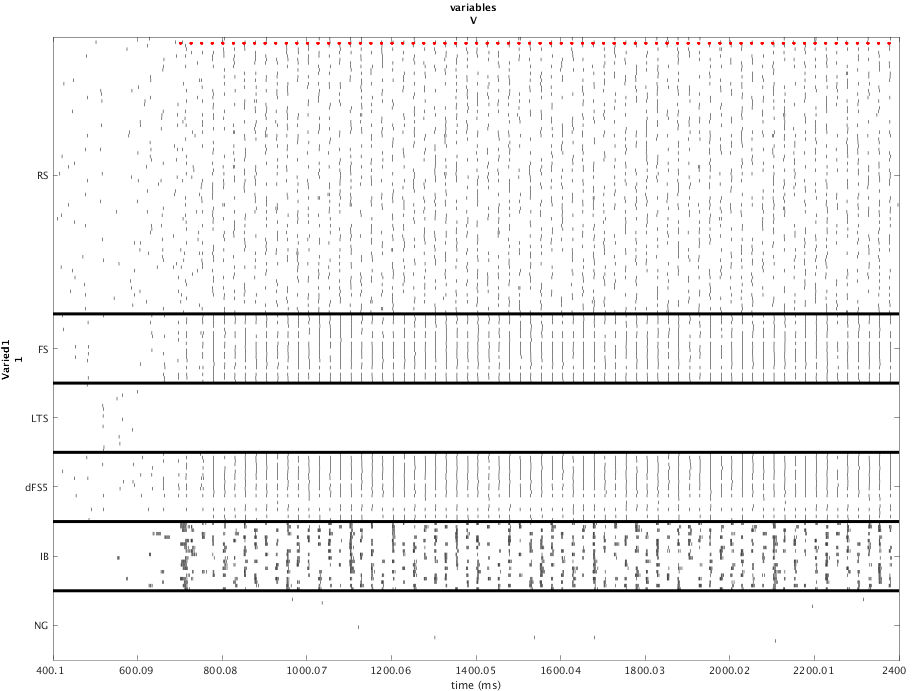 variables
V
RS
FS
LTS
dFS5
IB
NG
Varied1
1
400.1 600.09 800.08 1000.07 1200.06 1400.05 1600.04 1800.03 2000.02 2200.01 2400
time (ms)